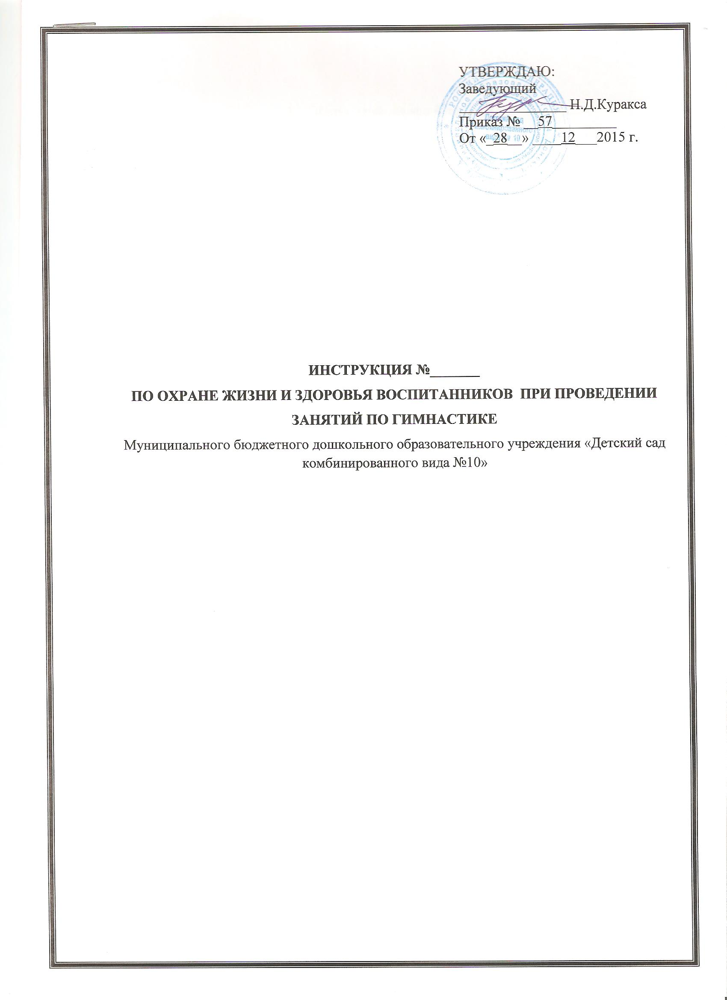 УТВЕРЖДАЮ:
Заведующий
_______________Н.Д.Куракса
Приказ № __57_________
От «_28__» ____12___2015 г.
ИНСТРУКЦИЯ №_______
ПО ОХРАНЕ ЖИЗНИ И ЗДОРОВЬЯ ВОСПИТАННИКОВ ПРИ ПРОВЕДЕНИИ
ЗАНЯТИЙ ПО ГИМНАСТИКЕ
Муниципального бюджетного дошкольного образовательного учреждения «Детский сад
комбинированного вида №10»